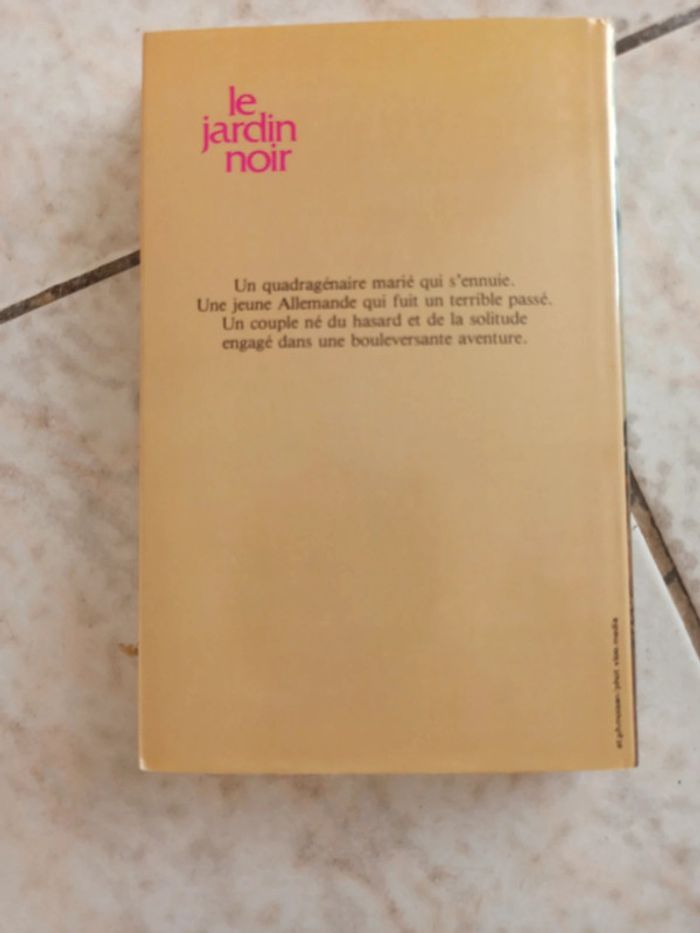 le
jardin
noir
Un quadragénaire marié qui s'ennuie.
Une jeune Allemande qui fuit un terrible passé.
Un couple né du hasard et de la solitude
engagé dans une bouleversante aventure.